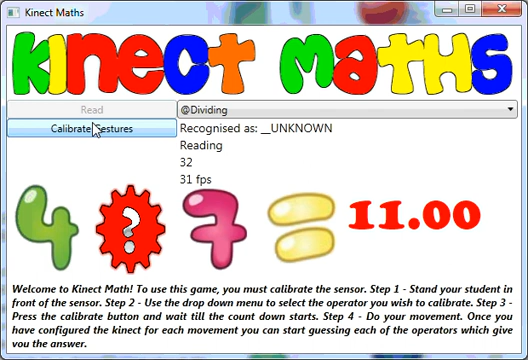 Kinect Maths
kinect maths
Read
@Dividing
Calibrate Gestures
Recognised as: __UNKNOWN
Reading
32
31 fps
4 ? 7 = 11.00
Welcome to Kinect Math! To use this game, you must calibrate the sensor. Step 1 - Stand your student in
front of the sensor. Step 2 - Use the drop down menu to select the operator you wish to calibrate. Step 3 -
Press the calibrate button and wait till the count down starts. Step 4 - Do your movement. Once you
have configured the kinect for each movement you can start guessing each of the operators which give
you the answer.